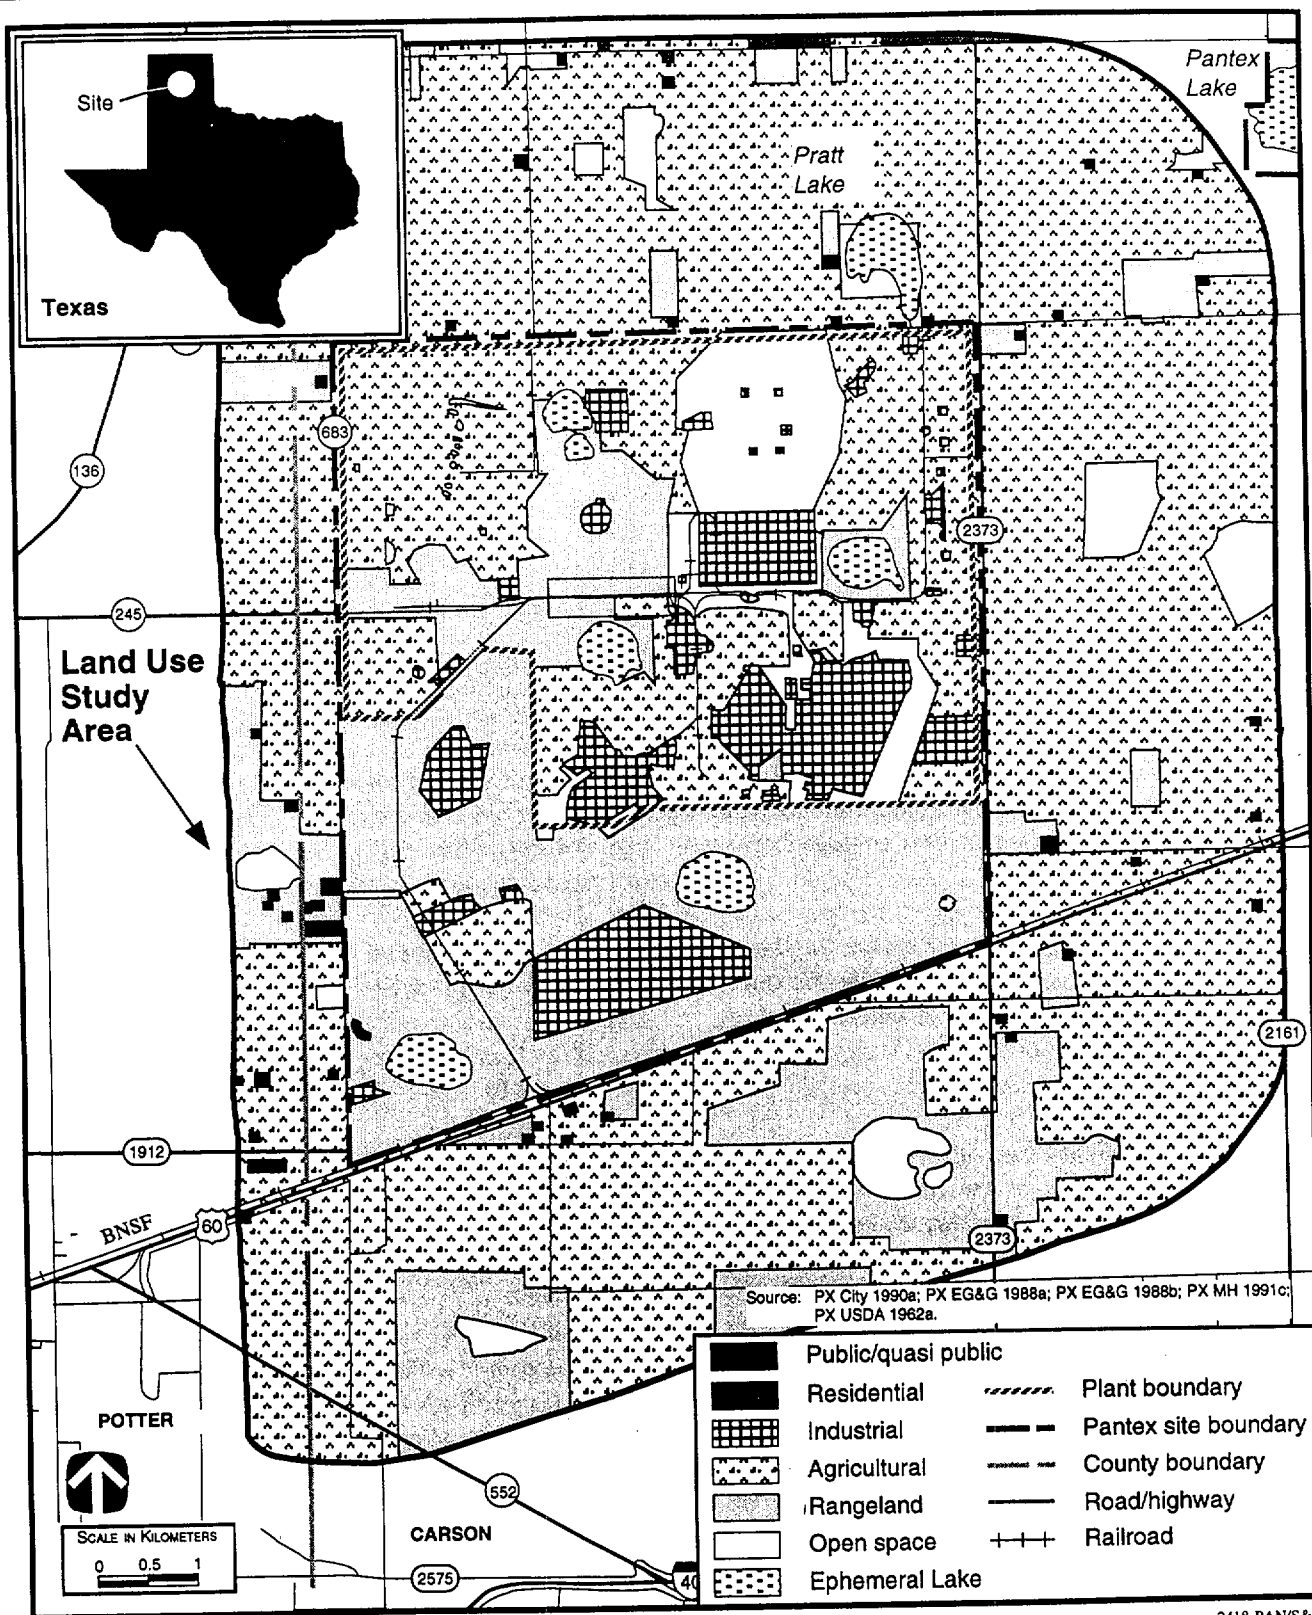 Site
Texas
Pantex
Lake
Pratt
Lake
683
136
2373
245
Land Use
Study
Area
2161
1912
BNSF
60
2373
Source: PX City 1990a; PX EG&G 1988a; PX EG&G 1988b; PX MH 1991c;
PX USDA 1962a.
Public/quasi public
Residential
Industrial
Agricultural
Rangeland
Open space
Ephemeral Lake
Plant boundary
Pantex site boundary
County boundary
Road/highway
Railroad
POTTER
552
CARSON
SCALE IN KILOMETERS
0 0.5 1
2575
40